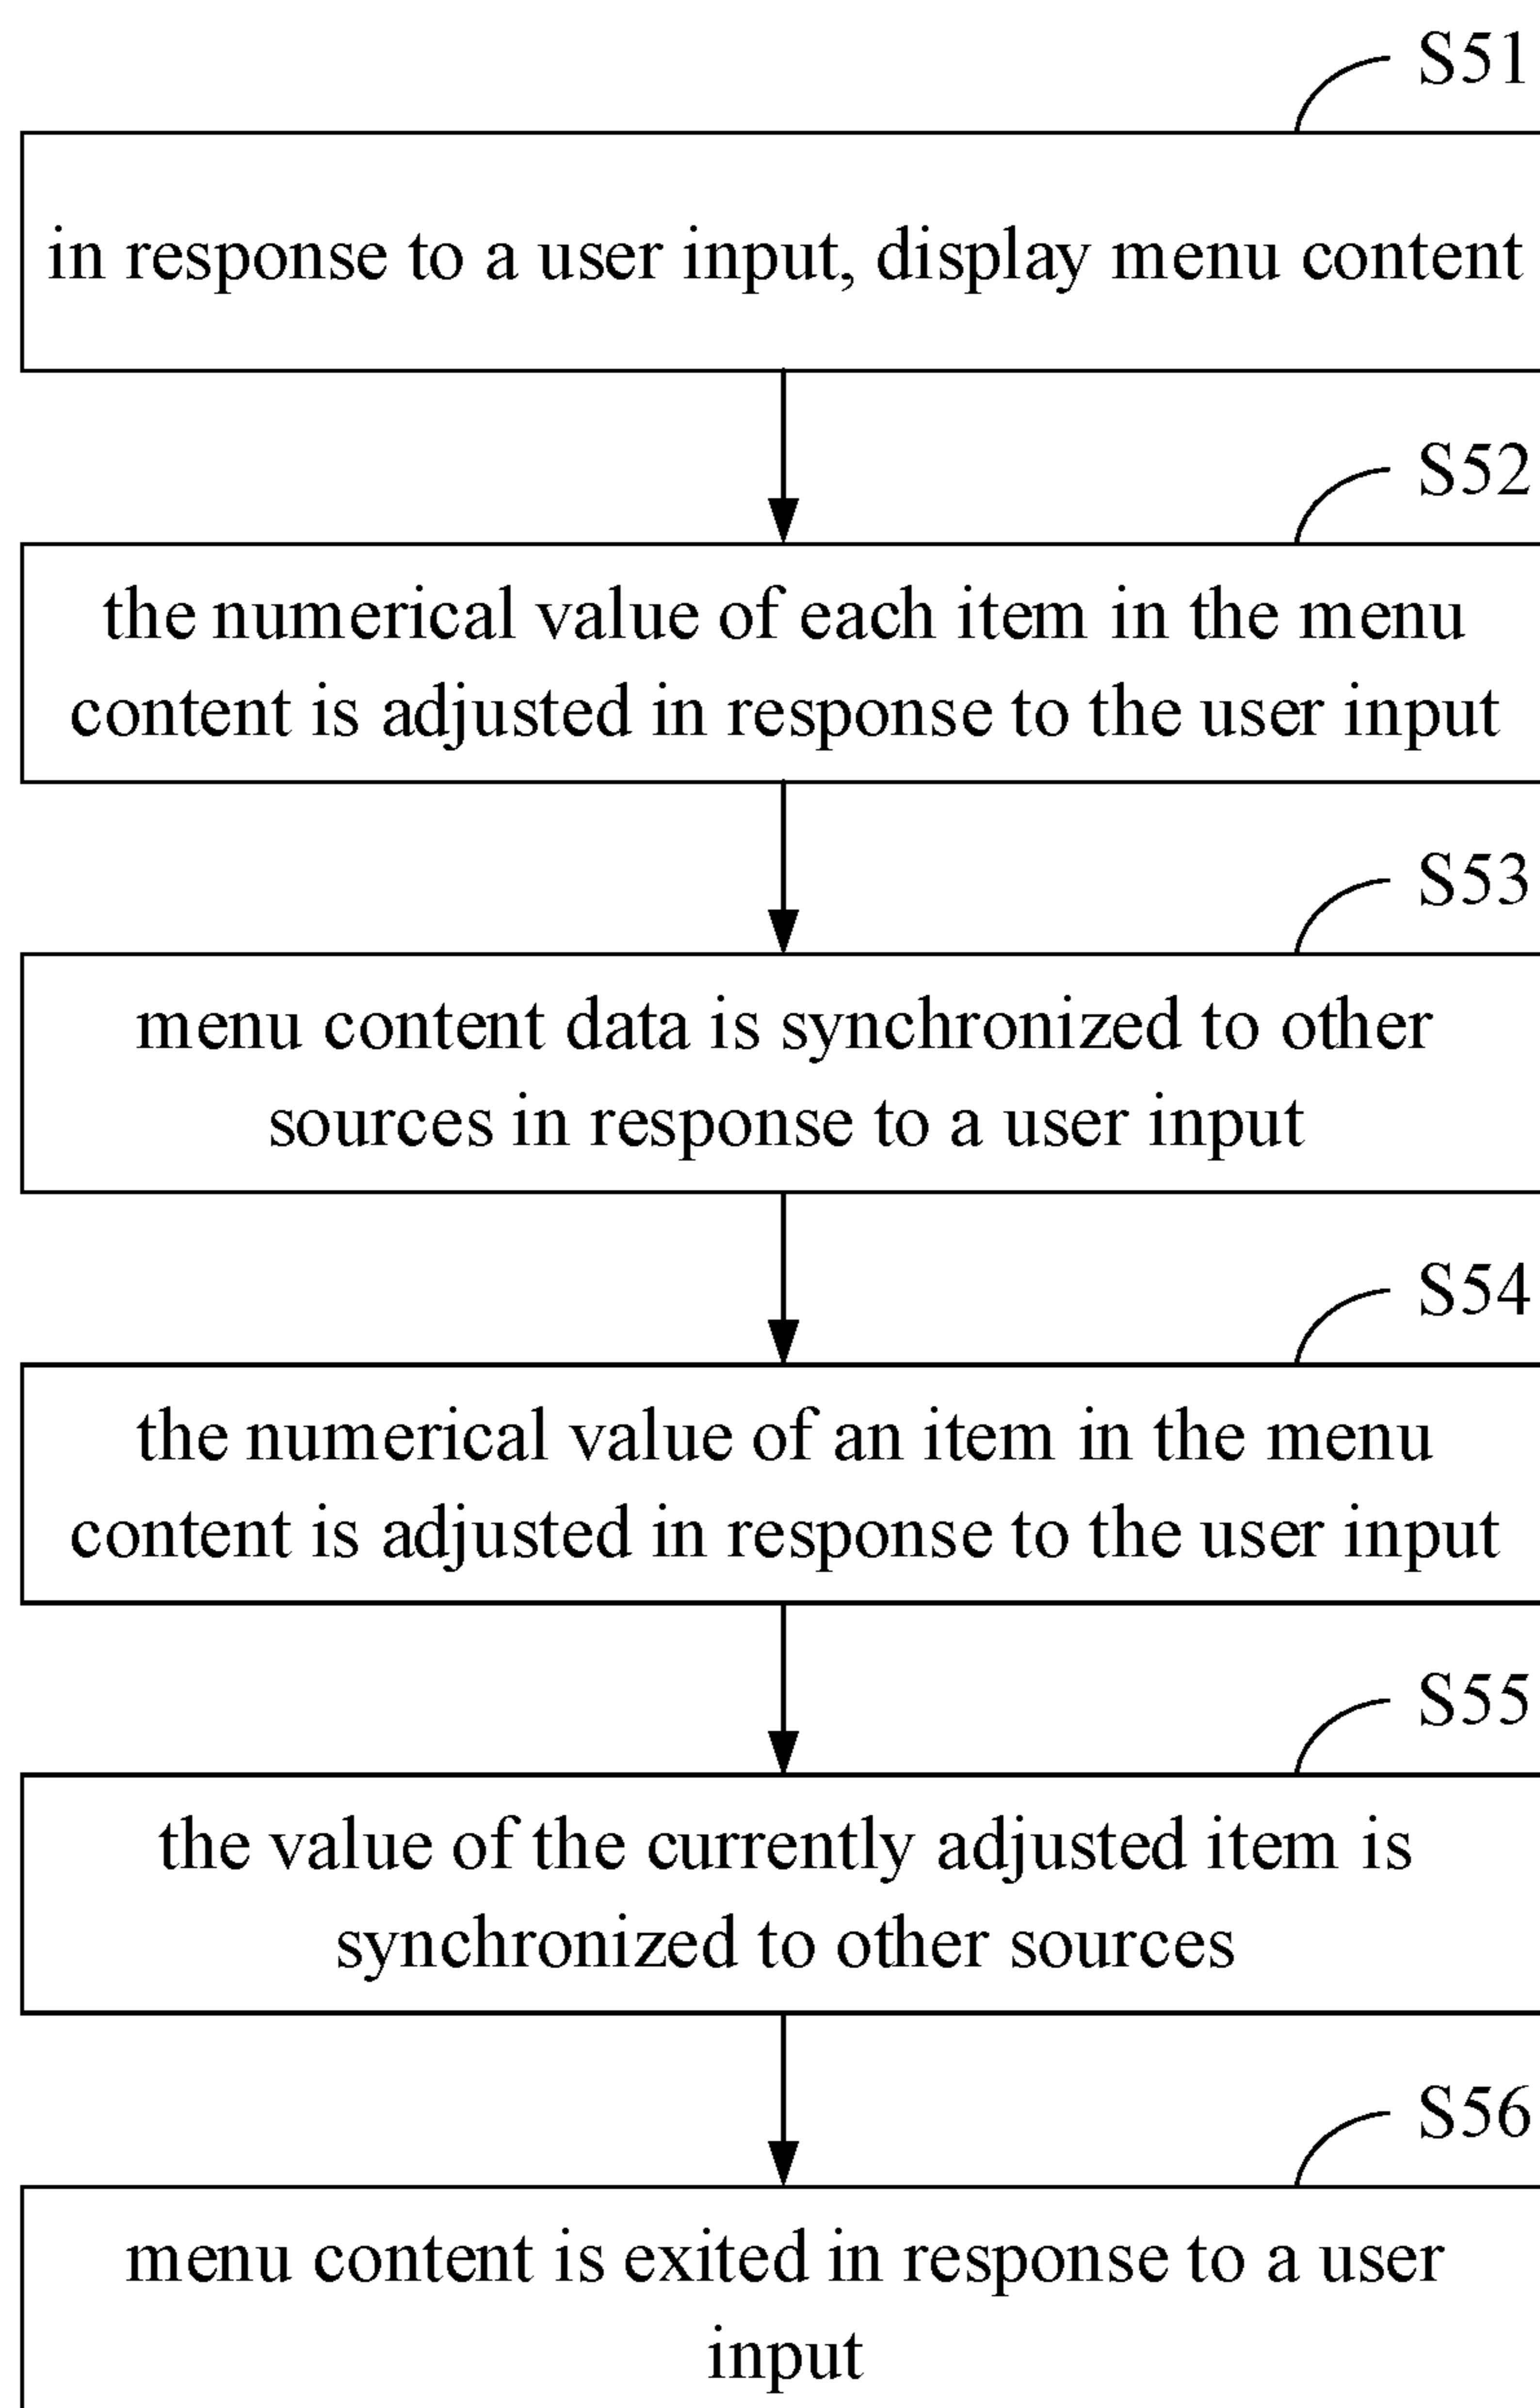 S51
in response to a user input, display menu content
S52
the numerical value of each item in the menu
content is adjusted in response to the user input
S53
menu content data is synchronized to other
sources in response to a user input
S54
the numerical value of an item in the menu
content is adjusted in response to the user input
S55
the value of the currently adjusted item is
synchronized to other sources
S56
menu content is exited in response to a user
input